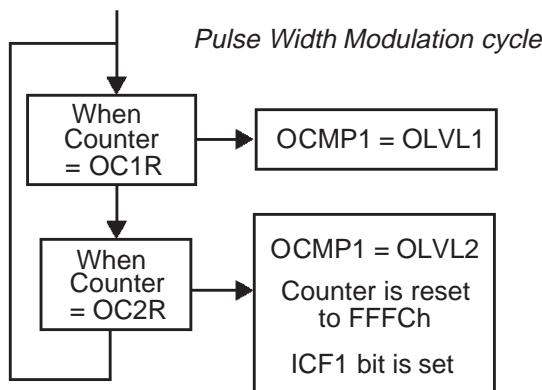 Pulse Width Modulation cycle
When
Counter
= OC1R
OCMP1 = OLVL1
When
Counter
= OC2R
OCMP1 = OLVL2
Counter is reset
to FFFCh
ICF1 bit is set